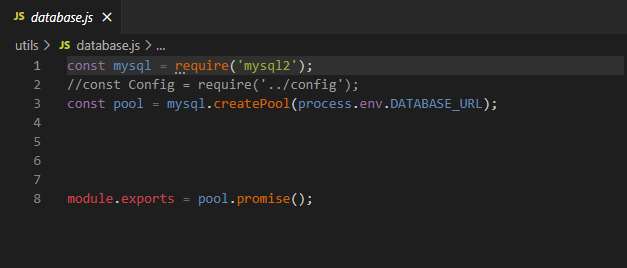 JS database.js ×
utils > JS database.js > ...
1 const mysql = require('mysql2');
2 //const Config = require('../config');
3 const pool = mysql.createPool(process.env.DATABASE_URL);
4
5
6
7
8 module.exports = pool.promise();